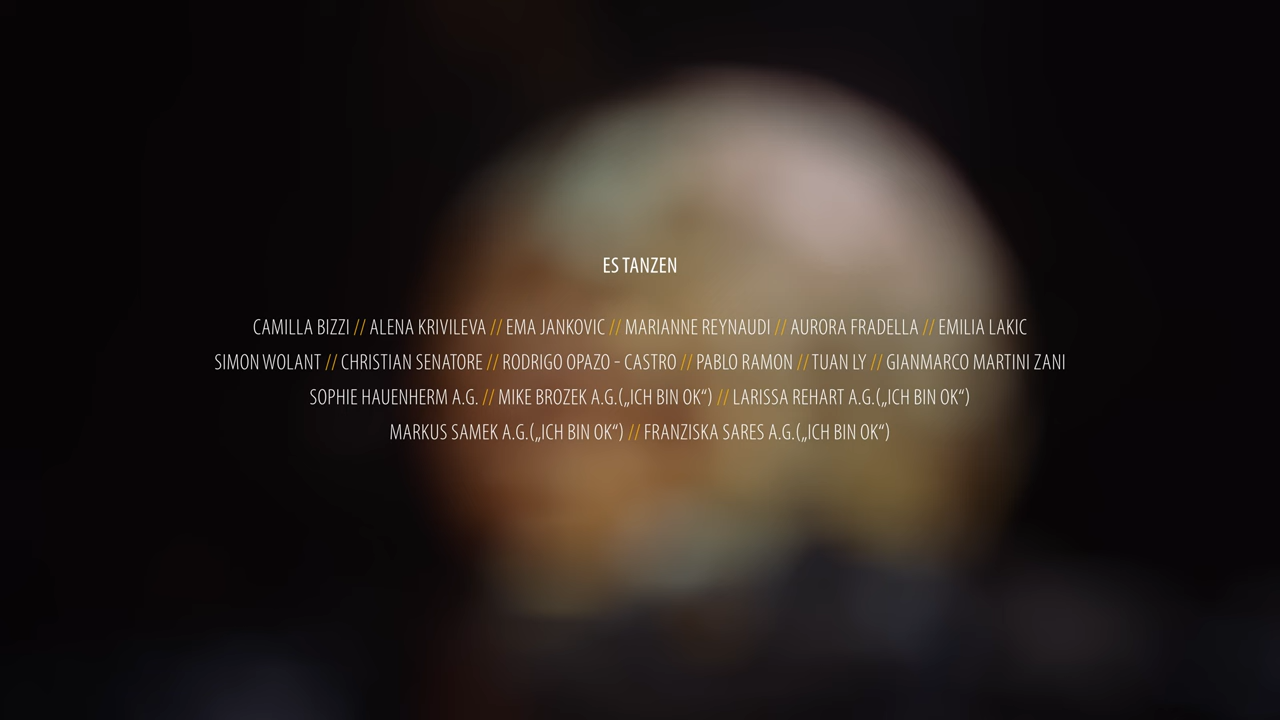 ES TANZEN
CAMILLA BIZZI // ALENA KRIVILEVA // EMA JANKOVIC // MARIANNE REYNAUDI // AURORA FRADELLA // EMILIA LAKIC
SIMON WOLANT // CHRISTIAN SENATORE // RODRIGO OPAZO - CASTRO // PABLO RAMON // TUAN LY // GIANMARCO MARTINI ZANI
SOPHIE HAUENHERM A.G. // MIKE BROZEK A.G.(„ICH BIN OK“) // LARISSA REHART A.G.(„ICH BIN OK“)
MARKUS SAMEK A.G.(„ICH BIN OK“) // FRANZISKA SARES A.G.(„ICH BIN OK“)